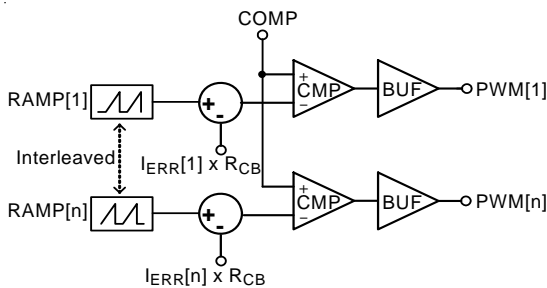 COMP
RAMP[1]
+
-
+
−
CMP
BUF
PWM[1]
Interleaved
I_ERR[1] x R_CB
RAMP[n]
+
-
+
−
CMP
BUF
PWM[n]
I_ERR[n] x R_CB